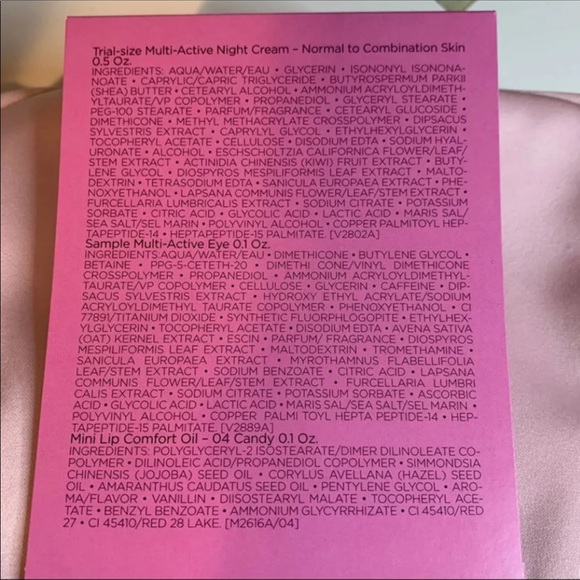 Trial-size Multi-Active Night Cream – Normal to Combination Skin
0.5 Oz.
INGREDIENTS: AQUA/WATER/EAU • GLYCERIN • ISONONYL ISONONA-
NOATE • CAPRYLIC/CAPRIC TRIGLYCERIDE • BUTYROSPERMUM PARKII
(SHEA) BUTTER • CETEARYL ALCOHOL • AMMONIUM ACRYLOYLDIMETH-
YLTAURATE/VP COPOLYMER • PROPANEDIOL • GLYCERYL STEARATE •
PEG-100 STEARATE • PARFUM/FRAGRANCE • CETEARYL GLUCOSIDE •
DIMETHICONE • METHYL METHACRYLATE CROSSPOLYMER • DIPSACUS
SYLVESTRIS EXTRACT • CAPRYLYL GLYCOL • ETHYLHEXYLGLYCERIN •
TOCOPHERYL ACETATE • CELLULOSE • DISODIUM EDTA • SODIUM HYAL-
URONATE • ALCOHOL • ESCHSCHOLTZIA CALIFORNICA FLOWER/LEAF/
STEM EXTRACT • ACTINIDIA CHINENSIS (KIWI) FRUIT EXTRACT • BUTY-
LENE GLYCOL • DIOSPYROS MESPILIFORMIS LEAF EXTRACT • MALTO-
DEXTRIN • TETRASODIUM EDTA • SANICULA EUROPAEA EXTRACT • PHE-
NOXYETHANOL • LAPSANA COMMUNIS FLOWER/LEAF/STEM EXTRACT •
FURCELLARIA LUMBRICALIS EXTRACT • SODIUM CITRATE • POTASSIUM
SORBATE • CITRIC ACID • GLYCOLIC ACID • LACTIC ACID • MARIS SAL/
SEA SALT/SEL MARIN • POLYVINYL ALCOHOL • COPPER PALMITOYL HEP-
TAPEPTIDE-14 • HEPTAPEPTIDE-15 PALMITATE. [V2802A]
Sample Multi-Active Eye 0.1 Oz.
INGREDIENTS:AQUA/WATER/EAU • DIMETHICONE • BUTYLENE GLYCOL •
BETAINE • PPG-5-CETETH-20 • DIMETHI CONE/VINYL DIMETHICONE
CROSSPOLYMER • PROPANEDIOL • AMMONIUM ACRYLOYLDIMETHYL-
TAURATE/VP COPOLYMER • CELLULOSE • GLYCERIN • CAFFEINE • DIP-
SACUS SYLVESTRIS EXTRACT • HYDROXY ETHYL ACRYLATE/SODIUM
ACRYLOYLDIMETHYL TAURATE COPOLYMER • PHENOXYETHANOL • CI
77891/TITANIUM DIOXIDE • SYNTHETIC FLUORPHLOGOPITE • ETHYLHEX-
YLGLYCERIN • TOCOPHERYL ACETATE • DISODIUM EDTA • AVENA SATIVA
(OAT) KERNEL EXTRACT • ESCIN • PARFUM/ FRAGRANCE • DIOSPYROS
MESPILIFORMIS LEAF EXTRACT • MALTODEXTRIN • TROMETHAMINE •
SANICULA EUROPAEA EXTRACT • MYROTHAMNUS FLABELLIFOLIA
LEAF/STEM EXTRACT • SODIUM BENZOATE • CITRIC ACID • LAPSANA
COMMUNIS FLOWER/LEAF/STEM EXTRACT • FURCELLARIA LUMBRI
CALIS EXTRACT • SODIUM CITRATE • POTASSIUM SORBATE • ASCORBIC
ACID • GLYCOLIC ACID • LACTIC ACID • MARIS SAL/SEA SALT/SEL MARIN •
POLYVINYL ALCOHOL • COPPER PALMI TOYL HEPTA PEPTIDE-14 • HEP-
TAPEPTIDE-15 PALMITATE. [V2889A]
Mini Lip Comfort Oil – 04 Candy 0.1 Oz.
INGREDIENTS: POLYGLYCERYL-2 ISOSTEARATE/DIMER DILINOLEATE CO-
POLYMER • DILINOLEIC ACID/PROPANEDIOL COPOLYMER • SIMMONDSIA
CHINENSIS (JOJOBA) SEED OIL • CORYLUS AVELLANA (HAZEL) SEED
OIL • AMARANTHUS CAUDATUS SEED OIL • PENTYLENE GLYCOL • ARO-
MA/FLAVOR • VANILLIN • DIISOSTEARYL MALATE • TOCOPHERYL ACE-
TATE • BENZYL BENZOATE • AMMONIUM GLYCYRRHIZATE • CI 45410/RED
27 • CI 45410/RED 28 LAKE. [M2616A/04]